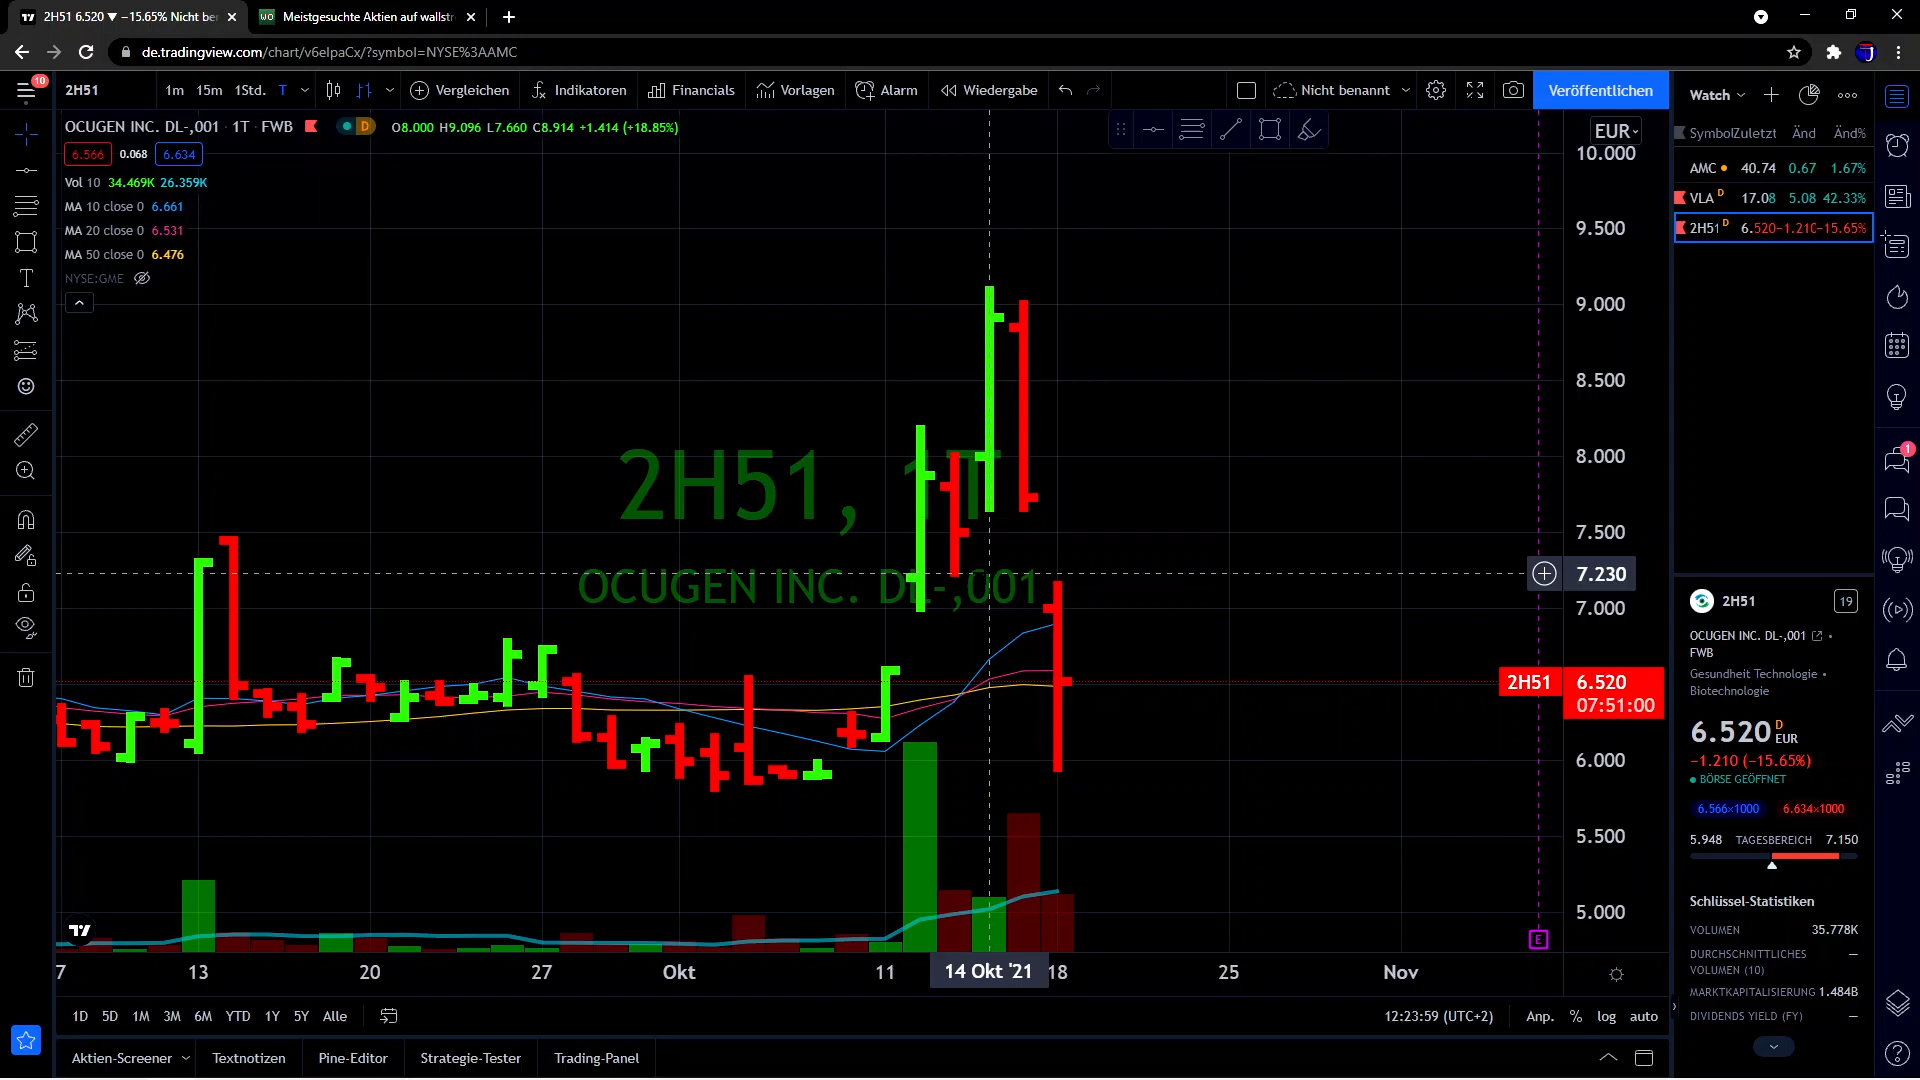 2H51 6.520 ▼ −15.65% Nicht be
Meistgesuchte Aktien auf wallstr
de.tradingview.com/chart/v6elpaCx/?symbol=NYSE%3AAMC
10
2H51
1m 15m 1Std. T
Vergleichen
Indikatoren
Financials
Vorlagen
Alarm
Wiedergabe
Nicht benannt
Veröffentlichen
OCUGEN INC. DL-,001 · 1T · FWB
D
O8.000 H9.096 L7.660 C8.914 +1.414 (+18.85%)
6.566 0.068 6.634
Vol 10 34.469K 26.359K
MA 10 close 0 6.661
MA 20 close 0 6.531
MA 50 close 0 6.476
NYSE:GME
2H51, 1T
OCUGEN INC. DL-,001
EUR
10.000
9.500
9.000
8.500
8.000
7.500
7.230
7.000
2H51 6.520
07:51:00
6.000
5.500
5.000
E
7 13 20 27 Okt 11 14 Okt '21 18 25 Nov
1D 5D 1M 3M 6M YTD 1Y 5Y Alle
12:23:59 (UTC+2)
Anp. % log auto
Aktien-Screener
Textnotizen
Pine-Editor
Strategie-Tester
Trading-Panel
Watch
Symbol Zuletzt Änd Änd%
AMC 40.74 0.67 1.67%
VLA D 17.08 5.08 42.33%
2H51 D 6.520 −1.210 −15.65%
2H51
19
OCUGEN INC. DL-,001
FWB
Gesundheit Technologie •
Biotechnologie
6.520 D EUR
−1.210 (−15.65%)
BÖRSE GEÖFFNET
6.566×1000 6.634×1000
5.948 TAGESBEREICH 7.150
Schlüssel-Statistiken
VOLUMEN 35.778K
DURCHSCHNITTLICHES
VOLUMEN (10) —
MARKTKAPITALISIERUNG 1.484B
DIVIDENDS YIELD (FY) —
1